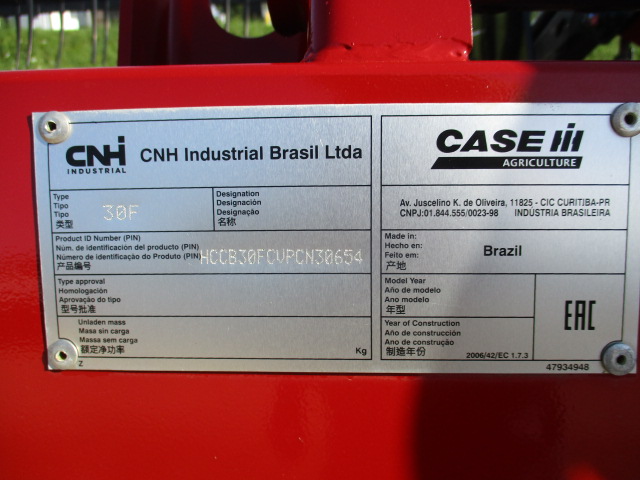 CNH INDUSTRIAL
CNH Industrial Brasil Ltda
CASE IH
AGRICULTURE
Type
Tipo
Tipo
类型
30F
Designation
Denominación
Designação
名称
Av. Juscelino K. de Oliveira, 11825 - CIC CURITIBA-PR
CNPJ:01.844.555/0023-98 INDÚSTRIA BRASILEIRA
Product ID Number (PIN)
Núm. de identificación del producto (PIN)
Número de identificação do Produto (PIN)
产品编号
HCCB30FCVPCN30654
Made in:
Hecho en:
Feito em:
产地
Brazil
Type approval
Homologación
Aprovação do tipo
型号批准
Model Year
Año de modelo
Ano modelo
年型
EAC
Unladen mass
Masa sin carga
Massa sem carga
额定净功率
Kg
Year of Construction
Año de construcción
Ano de construção
制造年份
2006/42/EC 1.7.3
Z
47934948